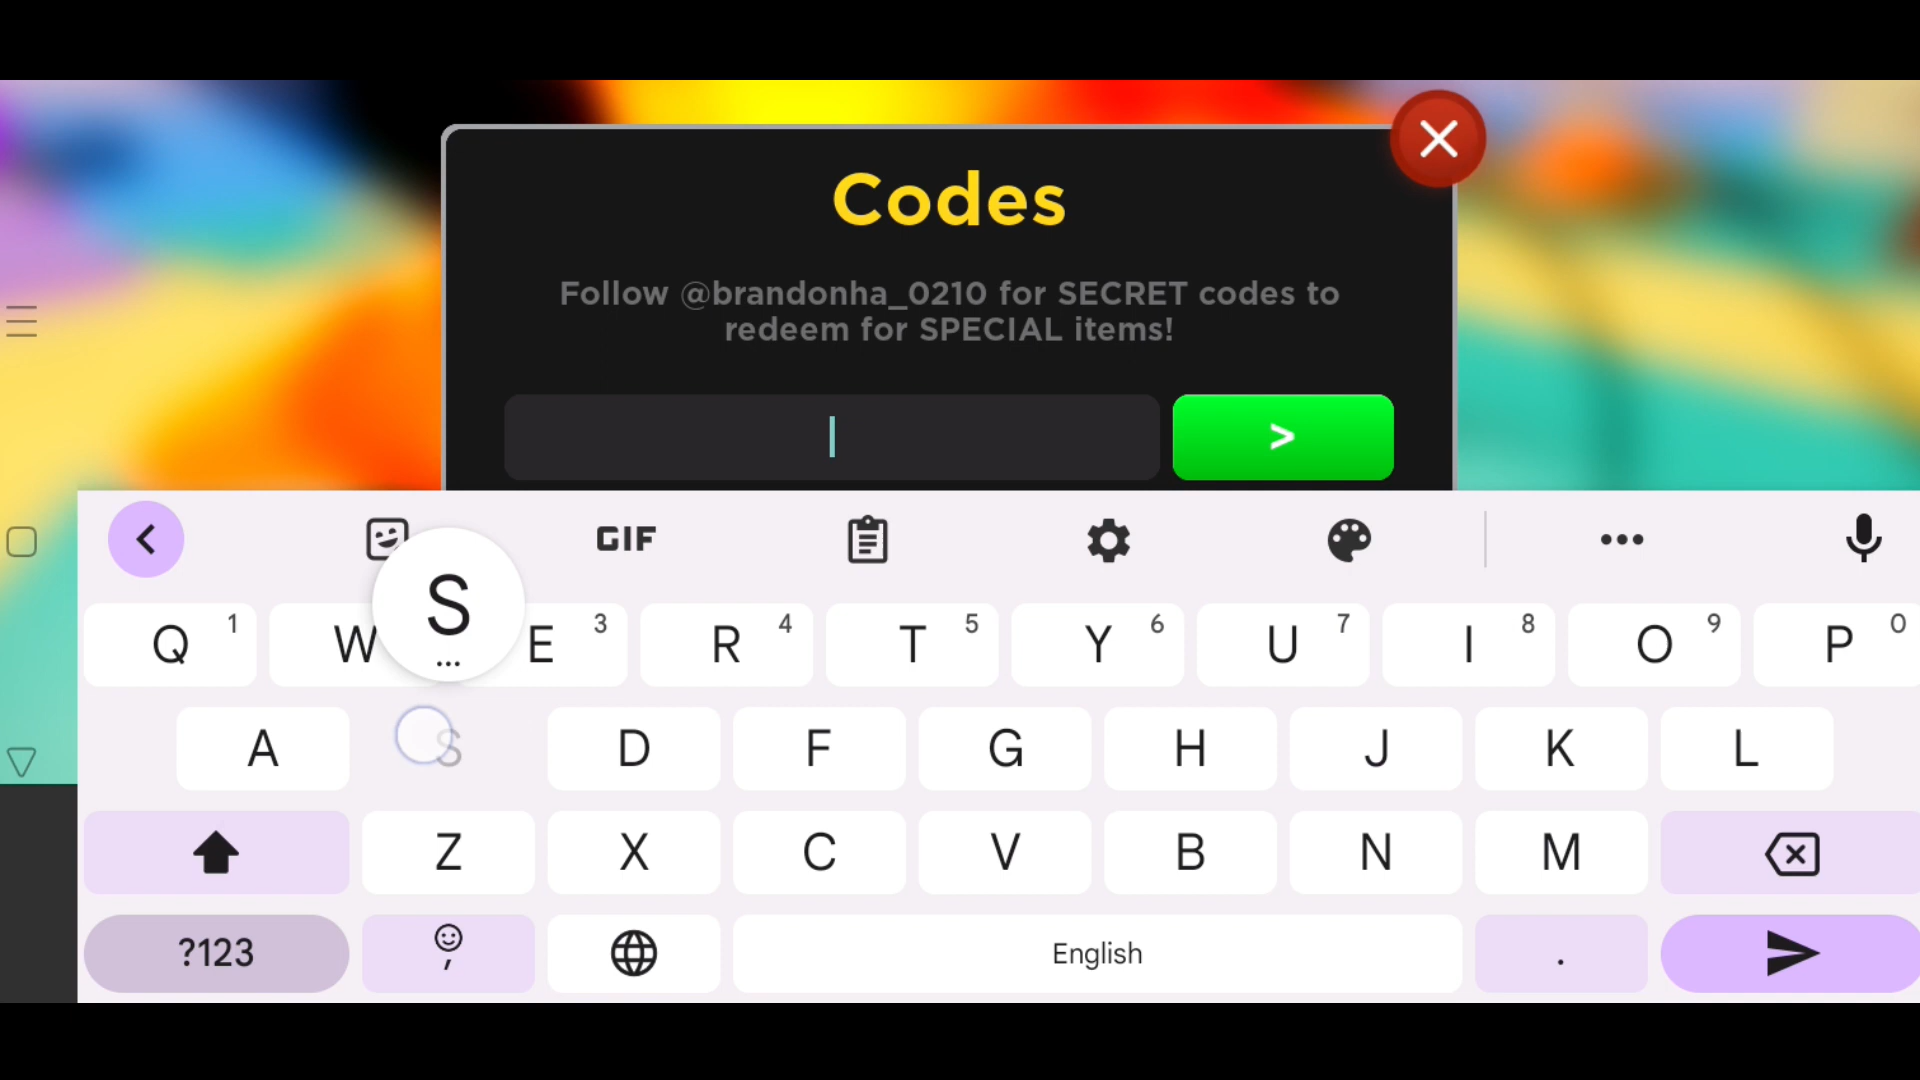 Codes
Follow @brandonha_0210 for SECRET codes to
redeem for SPECIAL items!
>
GIF
S
...
Q 1 W E 3 R 4 T 5 Y 6 U 7 I 8 O 9 P 0
A S D F G H J K L
Z X C V B N M
?123 , English .